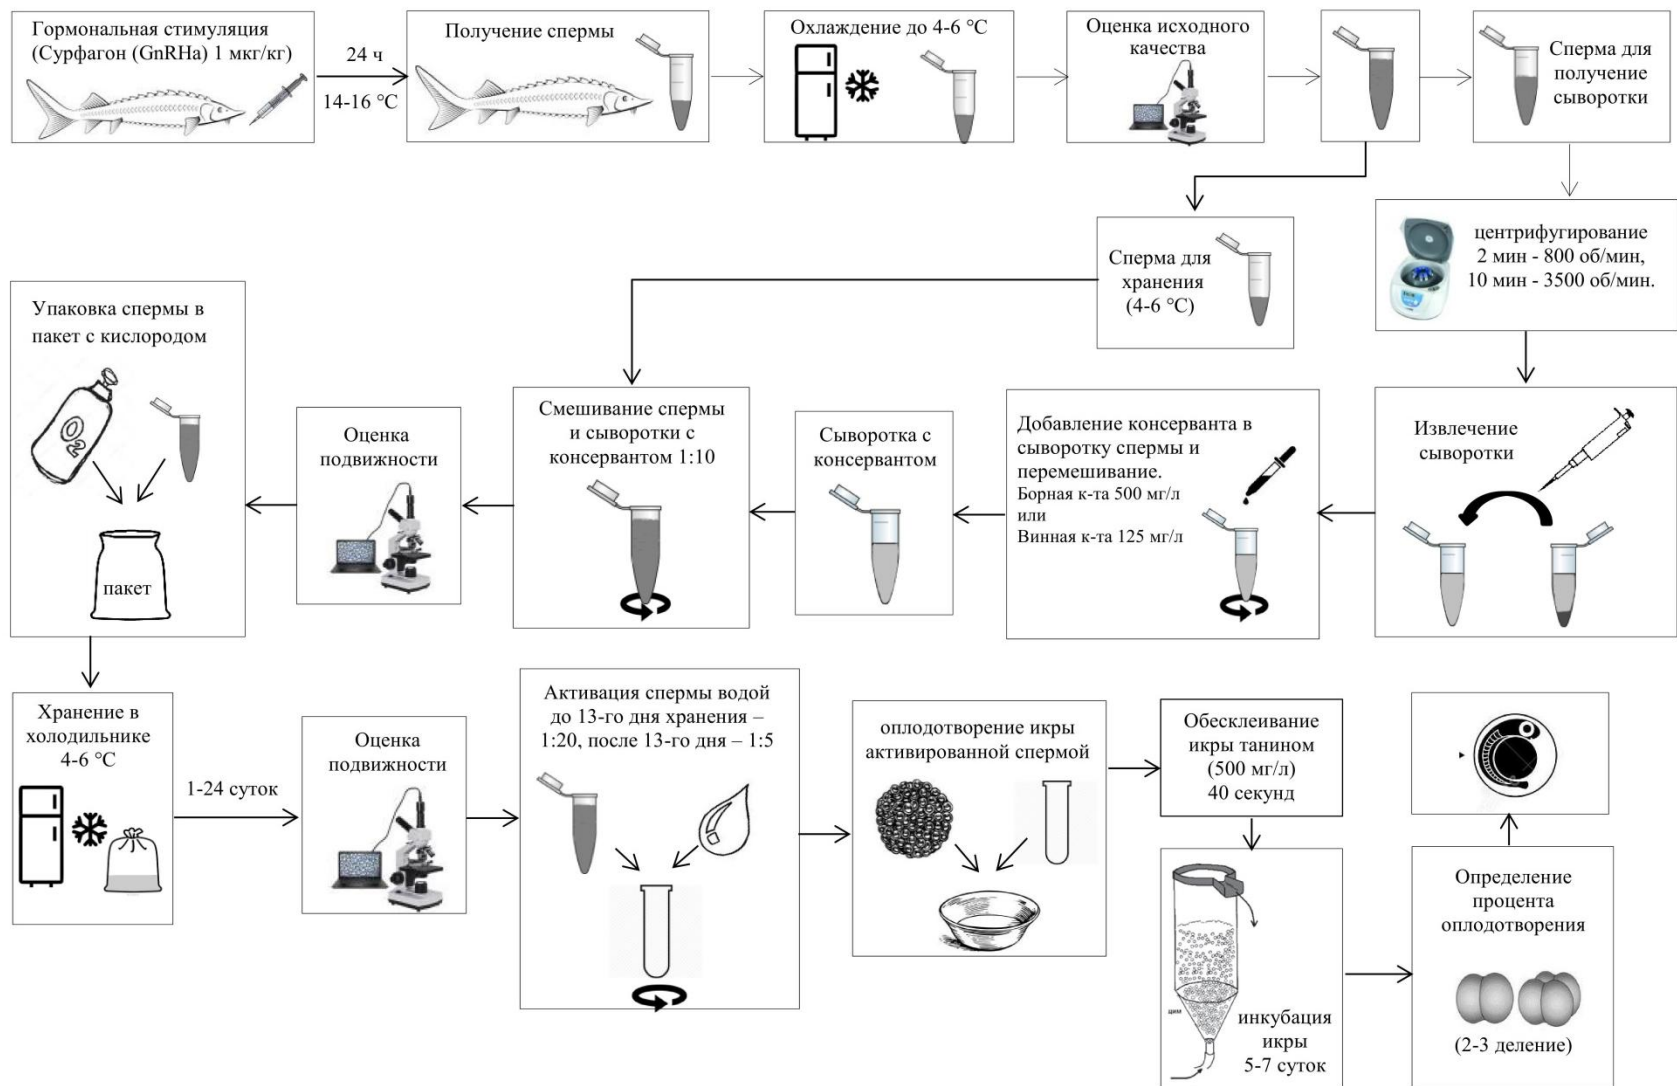 Гормональная стимуляция
(Сурфагон (GnRHa) 1 мкг/кг)
24 ч
14-16 °C
Получение спермы
Охлаждение до 4-6 °C
Оценка исходного
качества
Сперма для
получение
сыворотки
центрифугирование
2 мин - 800 об/мин,
10 мин - 3500 об/мин.
Сперма для
хранения
(4-6 °C)
Упаковка спермы в
пакет с кислородом
O2
пакет
Оценка
подвижности
Смешивание спермы
и сыворотки с
консервантом 1:10
Сыворотка с
консервантом
Добавление консерванта в
сыворотку спермы и
перемешивание.
Борная к-та 500 мг/л
или
Винная к-та 125 мг/л
Извлечение
сыворотки
Хранение в
холодильнике
4-6 °C
1-24 суток
Оценка
подвижности
Активация спермы водой
до 13-го дня хранения –
1:20, после 13-го дня – 1:5
оплодотворение икры
активированной спермой
Обесклеивание
икры танином
(500 мг/л)
40 секунд
цим
инкубация
икры
5-7 суток
Определение
процента
оплодотворения
(2-3 деление)